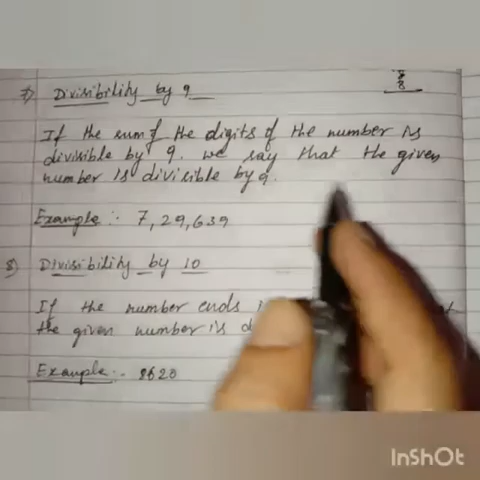 7) Divisibility by 9
If the sum of the digits of the number is
divisible by 9. we say that the given
number is divisible by 9.
Example :- 7,29,639
8) Divisibility by 10
If the number ends
the given number is
Example :- 8620
InShOt